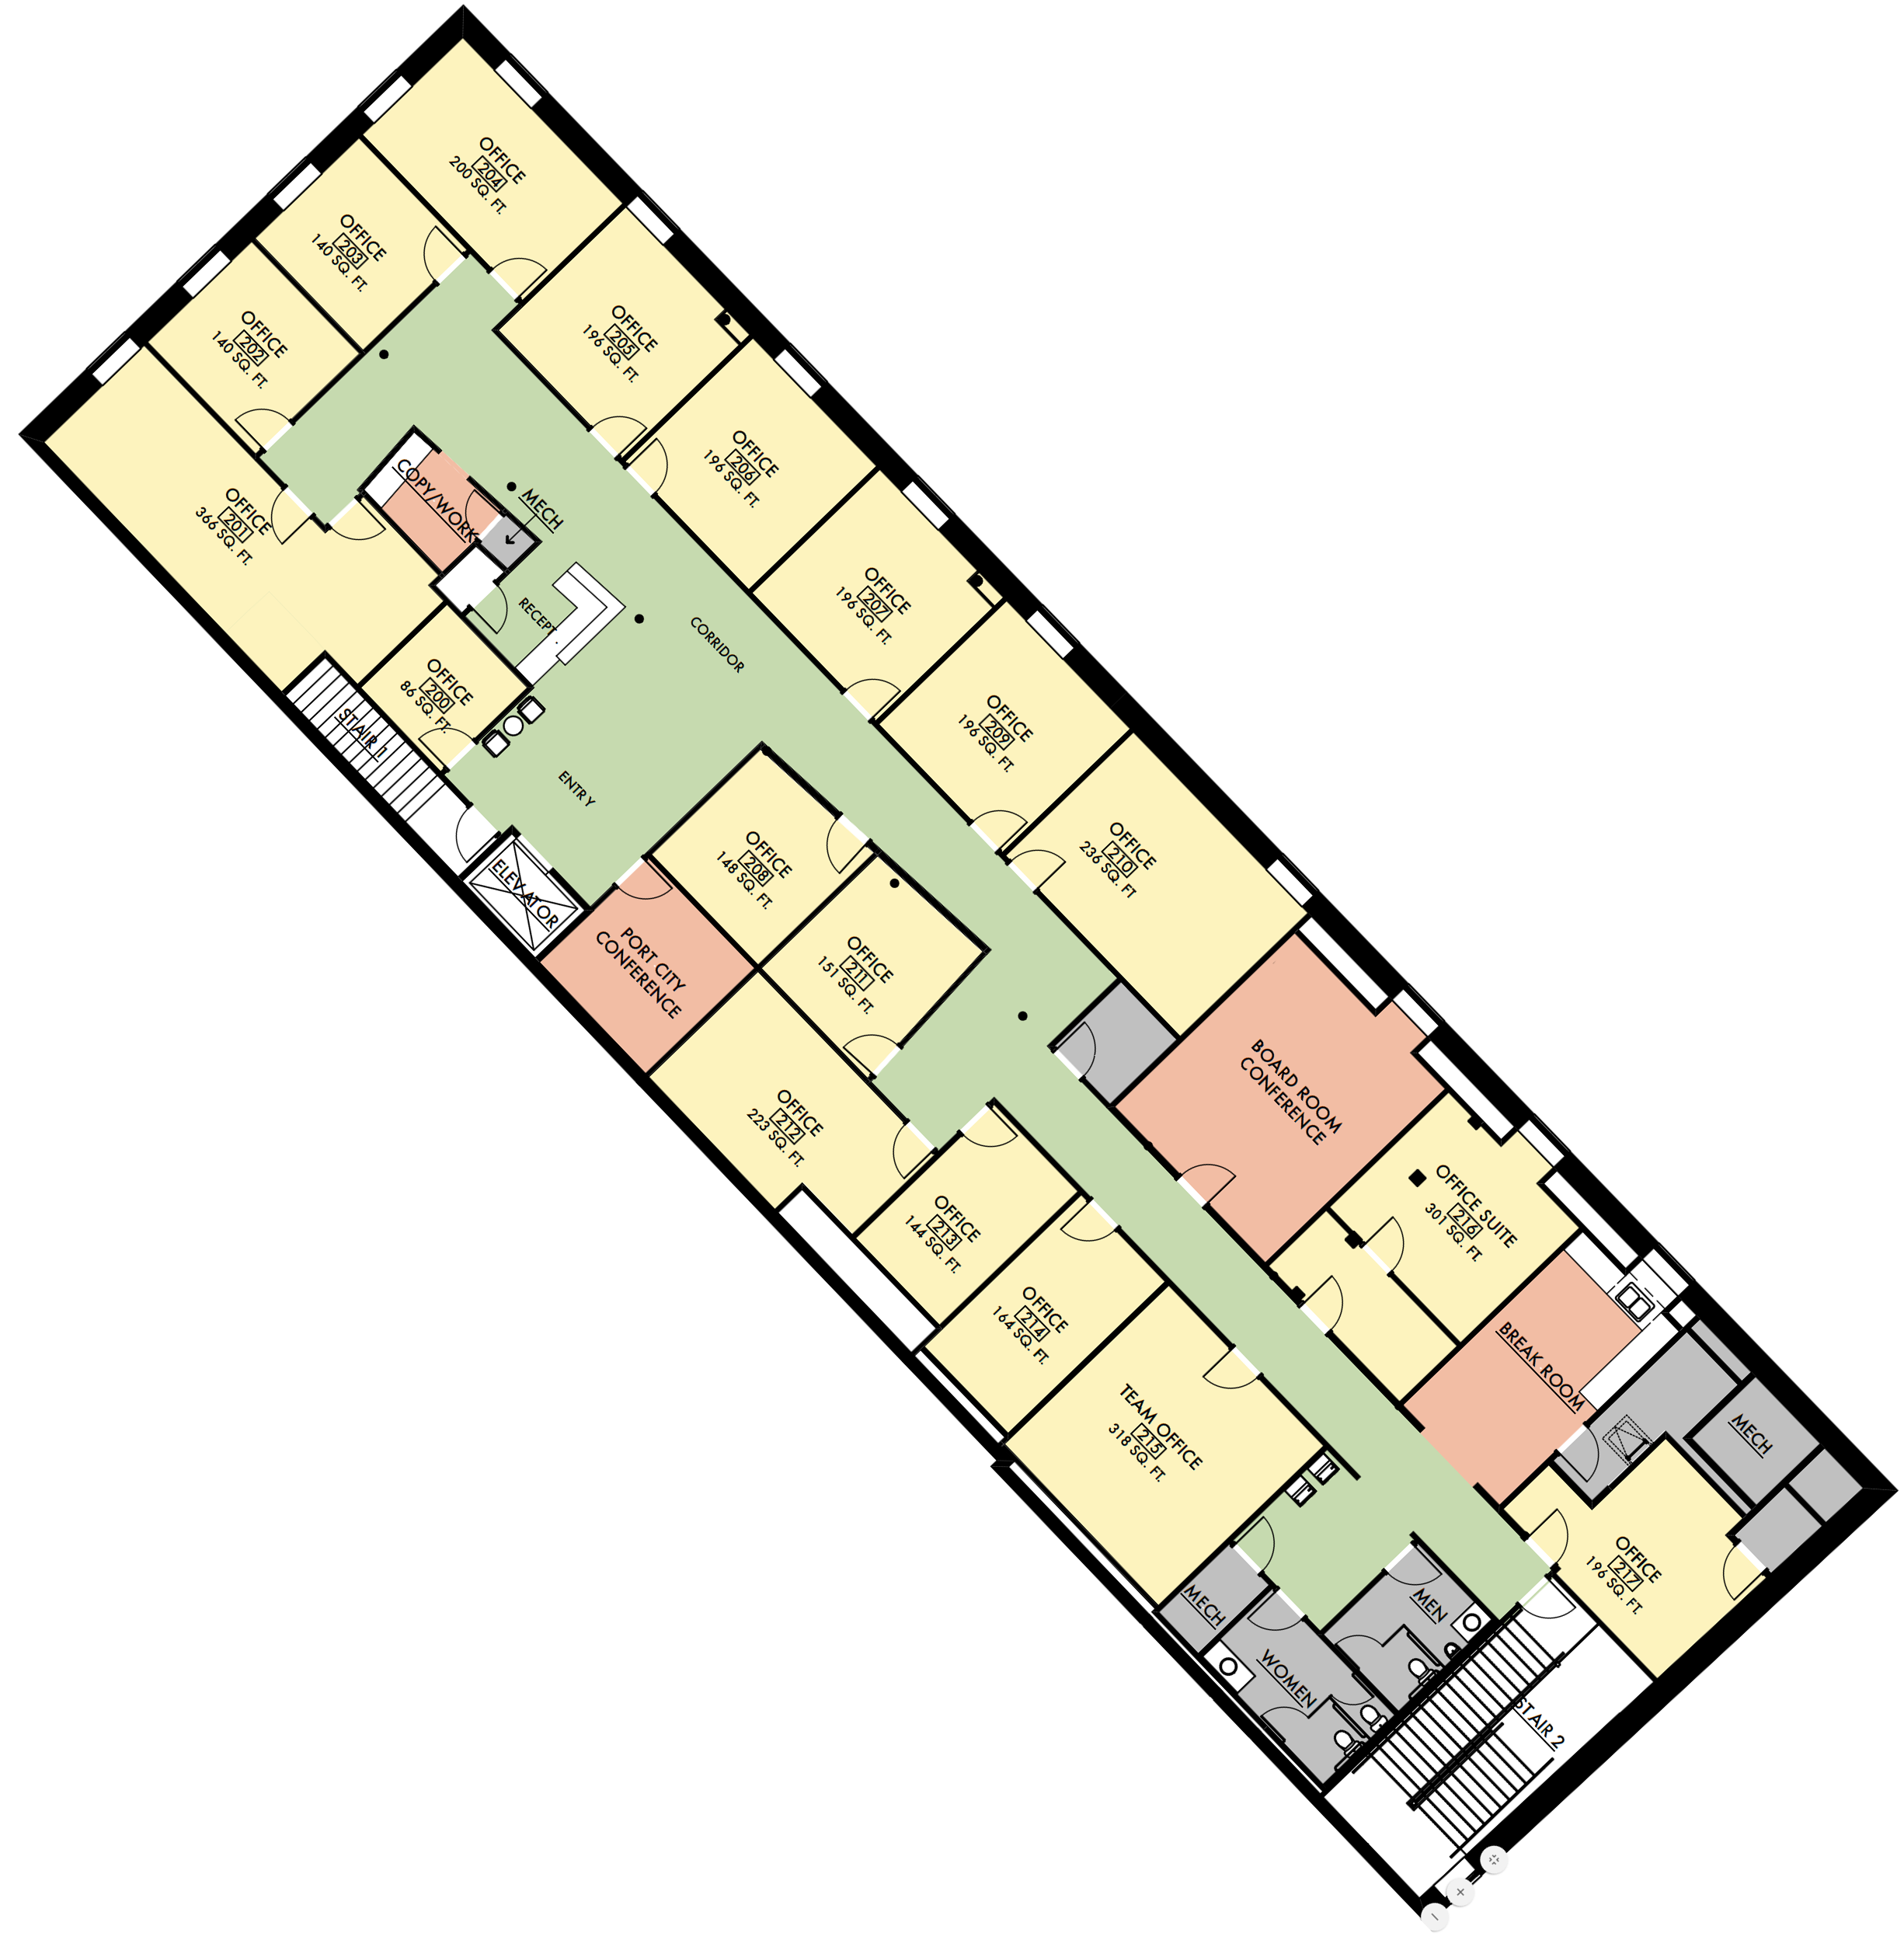 OFFICE
204
200 SQ. FT.
OFFICE
203
140 SQ. FT.
OFFICE
202
140 SQ. FT.
OFFICE
201
366 SQ. FT.
OFFICE
205
196 SQ. FT.
OFFICE
206
196 SQ. FT.
COPY/WORK
MECH
RECEPT.
CORRIDOR
OFFICE
207
196 SQ. FT.
OFFICE
200
86 SQ. FT.
STAIR 1
ENTRY
OFFICE
209
196 SQ. FT.
ELEVATOR
OFFICE
208
148 SQ. FT.
OFFICE
210
236 SQ. FT
PORT CITY
CONFERENCE
OFFICE
211
151 SQ. FT.
OFFICE
212
223 SQ. FT.
BOARD ROOM
CONFERENCE
OFFICE
213
144 SQ. FT.
OFFICE SUITE
216
301 SQ. FT.
OFFICE
214
164 SQ. FT.
BREAK ROOM
MECH
TEAM OFFICE
215
318 SQ. FT.
OFFICE
217
196 SQ. FT.
MECH
MEN
WOMEN
STAIR 2